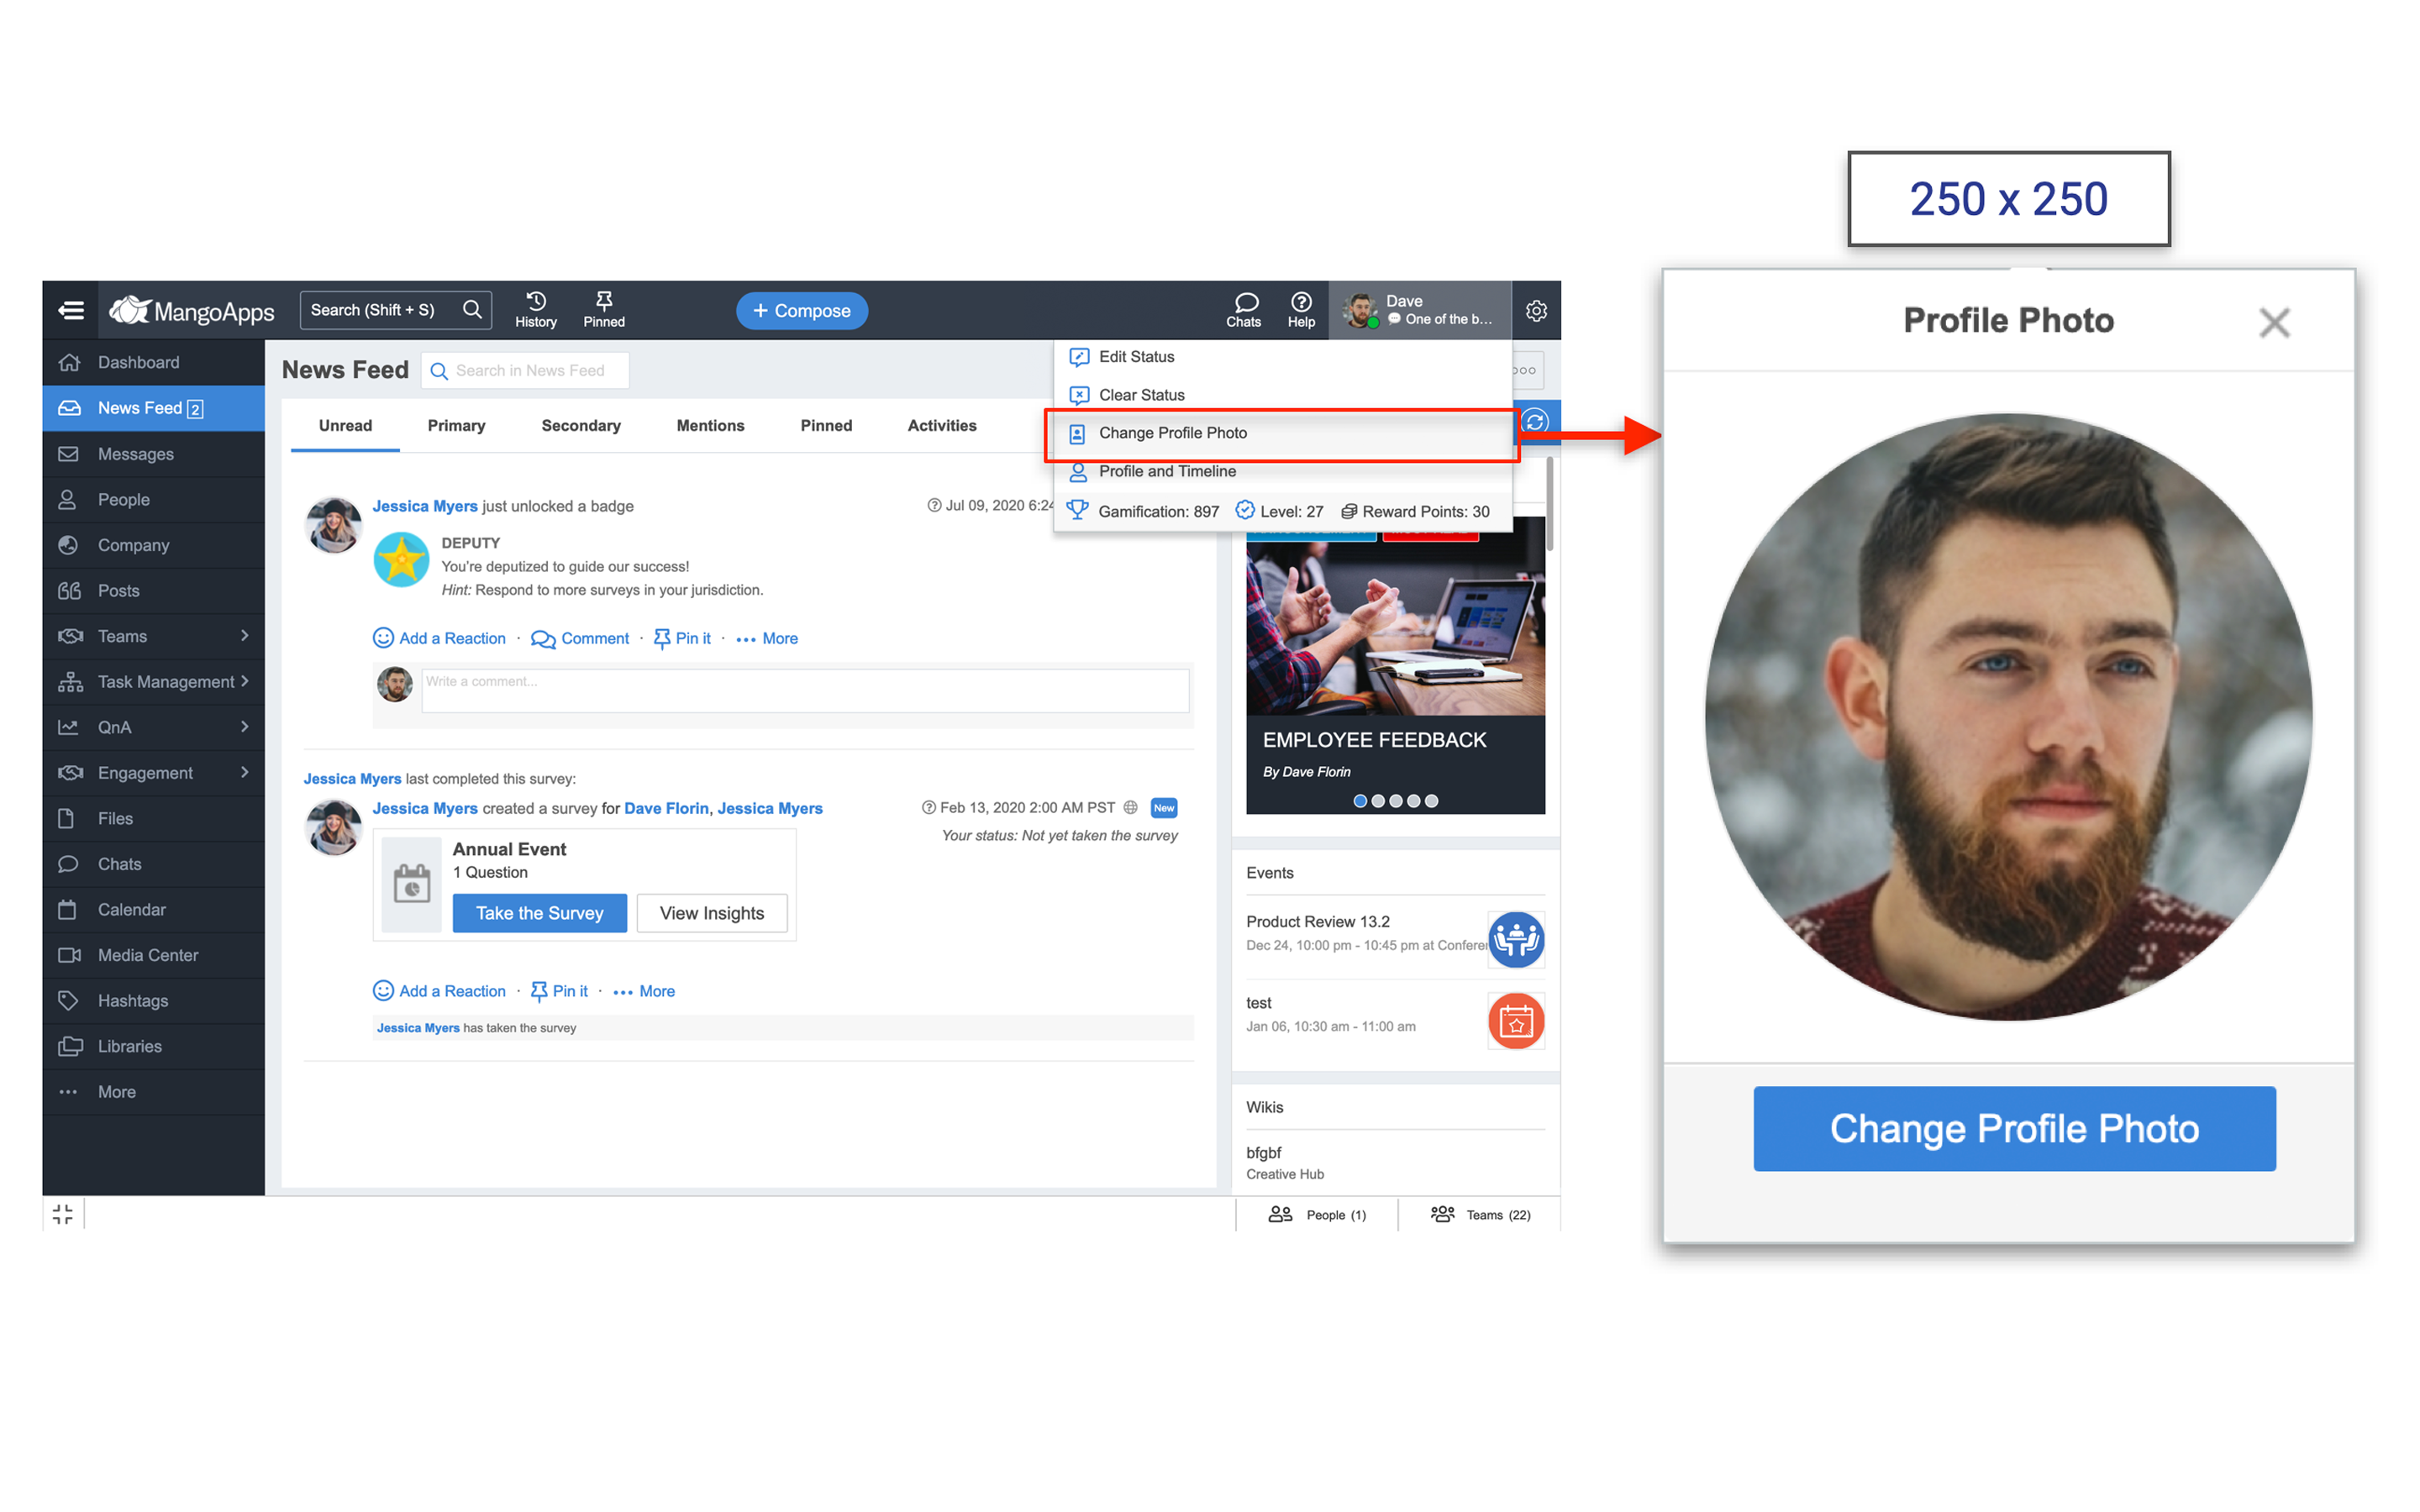 250 x 250
MangoApps
Search (Shift + S)
History
Pinned
+ Compose
Chats
Help
Dave
One of the b...
Dashboard
News Feed 2
Messages
People
Company
Posts
Teams
Task Management
QnA
Engagement
Files
Chats
Calendar
Media Center
Hashtags
Libraries
More
News Feed
Search in News Feed
Unread
Primary
Secondary
Mentions
Pinned
Activities
Edit Status
Clear Status
Change Profile Photo
Profile and Timeline
Gamification: 897
Level: 27
Reward Points: 30
Jessica Myers just unlocked a badge
Jul 09, 2020 6:24
DEPUTY
You're deputized to guide our success!
Hint: Respond to more surveys in your jurisdiction.
Add a Reaction · Comment · Pin it · ••• More
Write a comment...
Jessica Myers last completed this survey:
Jessica Myers created a survey for Dave Florin, Jessica Myers
Feb 13, 2020 2:00 AM PST
New
Your status: Not yet taken the survey
Annual Event
1 Question
Take the Survey
View Insights
Add a Reaction · Pin it · ••• More
Jessica Myers has taken the survey
EMPLOYEE FEEDBACK
By Dave Florin
Events
Product Review 13.2
Dec 24, 10:00 pm - 10:45 pm at Conferen
test
Jan 06, 10:30 am - 11:00 am
Wikis
bfgbf
Creative Hub
People (1)
Teams (22)
Profile Photo
Change Profile Photo